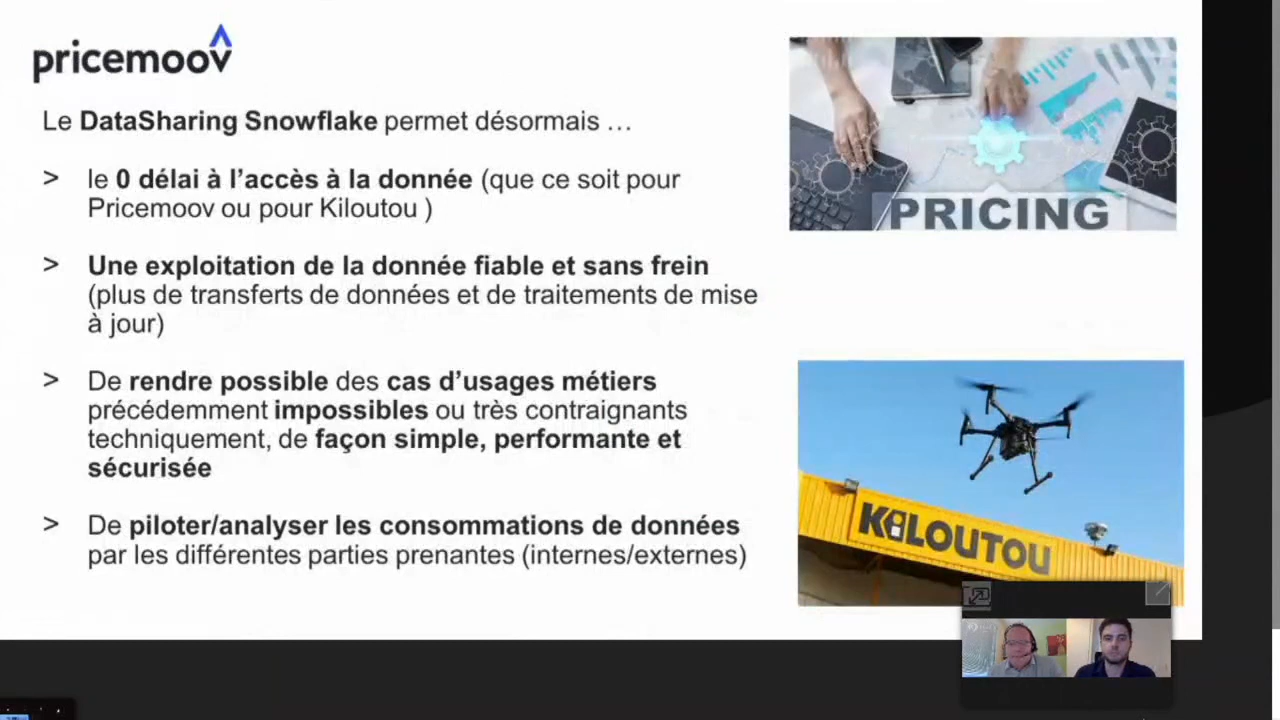 pricemoov
Le DataSharing Snowflake permet désormais …
> le 0 délai à l’accès à la donnée (que ce soit pour
Pricemoov ou pour Kiloutou )
> Une exploitation de la donnée fiable et sans frein
(plus de transferts de données et de traitements de mise
à jour)
> De rendre possible des cas d’usages métiers
précédemment impossibles ou très contraignants
techniquement, de façon simple, performante et
sécurisée
> De piloter/analyser les consommations de données
par les différentes parties prenantes (internes/externes)
PRICING
KiLOUTOU